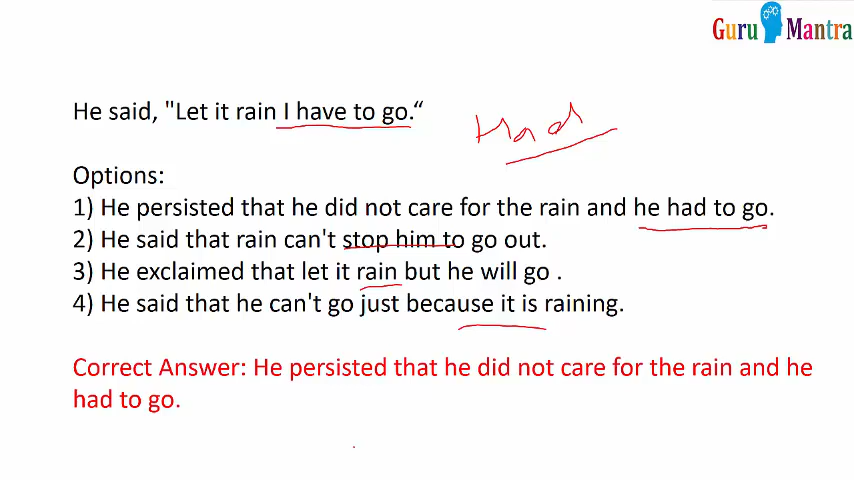 Guru Mantra
He said, "Let it rain I have to go.“
Had
Options:
1) He persisted that he did not care for the rain and he had to go.
2) He said that rain can't stop him to go out.
3) He exclaimed that let it rain but he will go .
4) He said that he can't go just because it is raining.
Correct Answer: He persisted that he did not care for the rain and he
had to go.